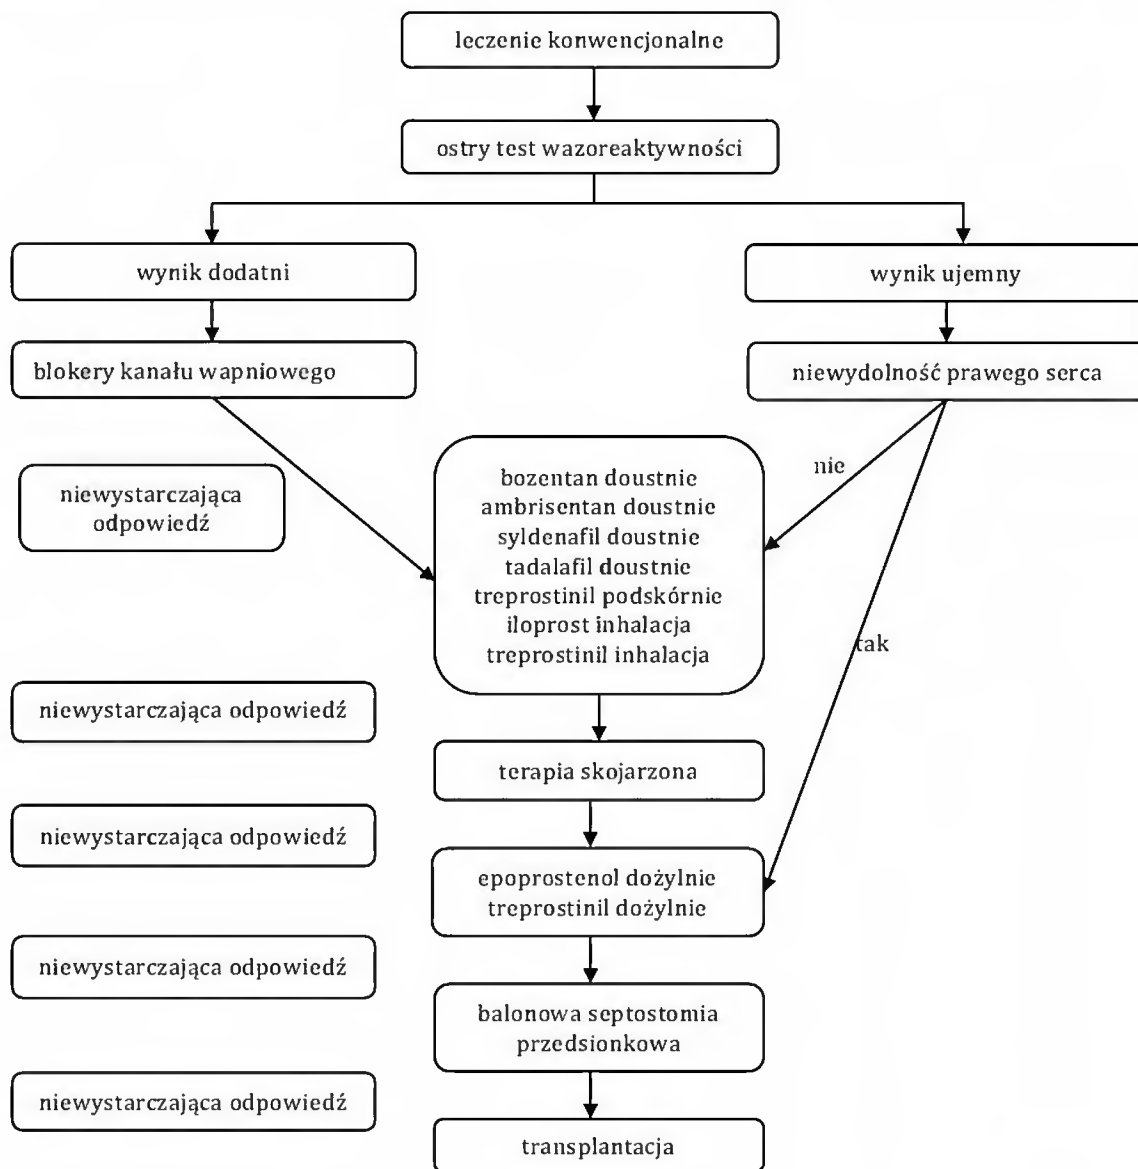 leczenie konwencjonalne
ostry test wazoreaktywności
wynik dodatni
wynik ujemny
blokery kanału wapniowego
niewydolność prawego serca
niewystarczająca
odpowiedź
bozentan doustnie
ambrisentan doustnie
syldenafil doustnie
tadalafil doustnie
treprostinil podskórnie
iloprost inhalacja
treprostinil inhalacja
nie
tak
niewystarczająca odpowiedź
terapia skojarzona
niewystarczająca odpowiedź
epoprostenol dożylnie
treprostinil dożylnie
niewystarczająca odpowiedź
balonowa septostomia
przedsionkowa
niewystarczająca odpowiedź
transplantacja